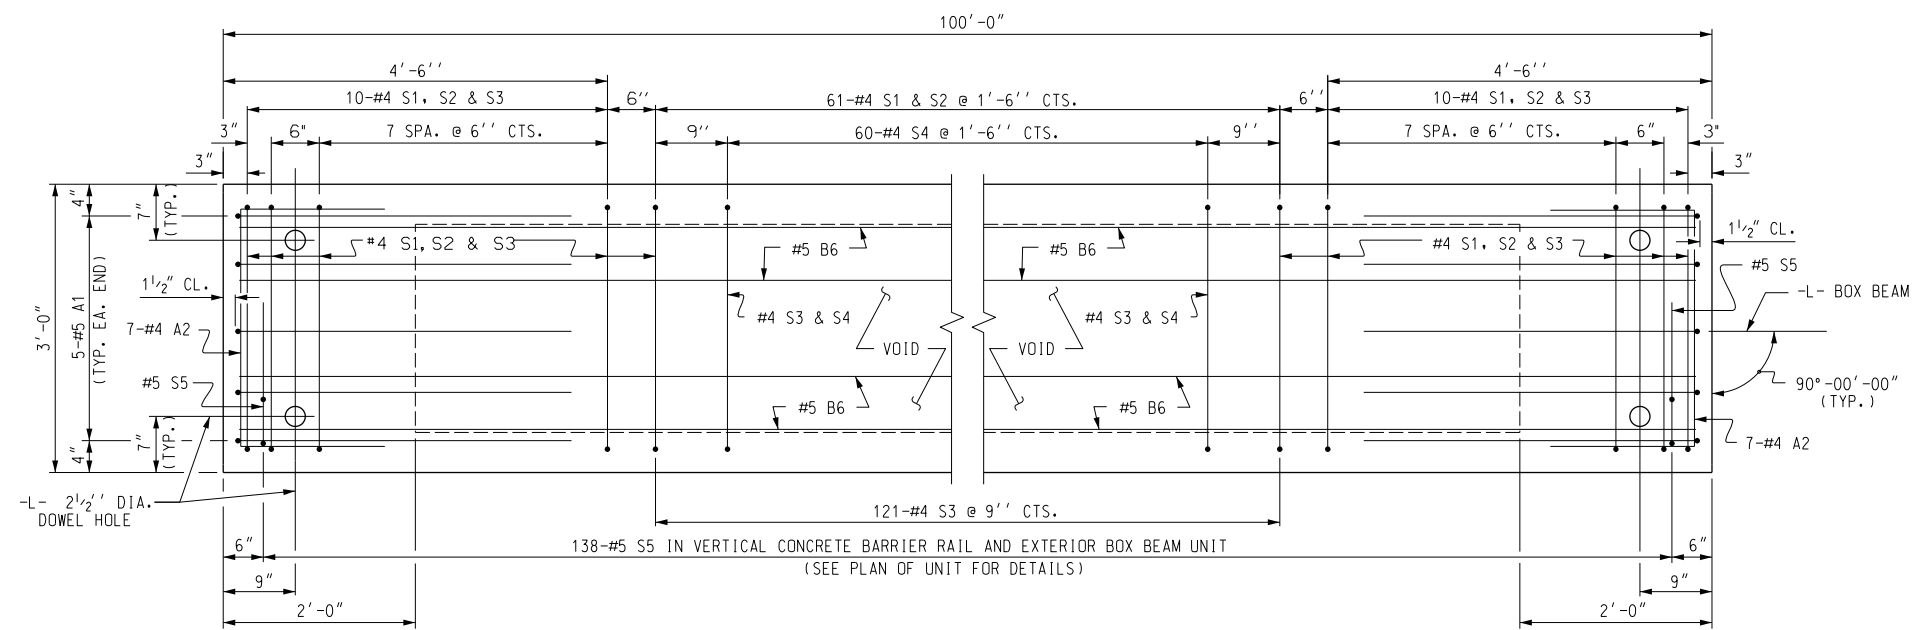 100'-0"
4'-6''
4'-6''
10-#4 S1, S2 & S3
6''
61-#4 S1 & S2 @ 1'-6'' CTS.
6''
10-#4 S1, S2 & S3
3"
6"
7 SPA. @ 6'' CTS.
9''
60-#4 S4 @ 1'-6'' CTS.
9''
7 SPA. @ 6'' CTS.
6"
3"
3"
3"
4"
7"
(TYP.)
#4 S1, S2 & S3
#5 B6
#5 B6
#4 S1, S2 & S3
1½" CL.
#5 S5
-L- BOX BEAM
1½" CL.
3'-0"
5-#5 A1
(TYP. EA. END)
7-#4 A2
#4 S3 & S4
#4 S3 & S4
VOID
VOID
#5 S5
90°-00'-00"
(TYP.)
#5 B6
#5 B6
4"
7"
(TYP.)
7-#4 A2
-L- 2½'' DIA.
DOWEL HOLE
121-#4 S3 @ 9'' CTS.
6"
138-#5 S5 IN VERTICAL CONCRETE BARRIER RAIL AND EXTERIOR BOX BEAM UNIT
6"
(SEE PLAN OF UNIT FOR DETAILS)
9"
9"
2'-0"
2'-0"